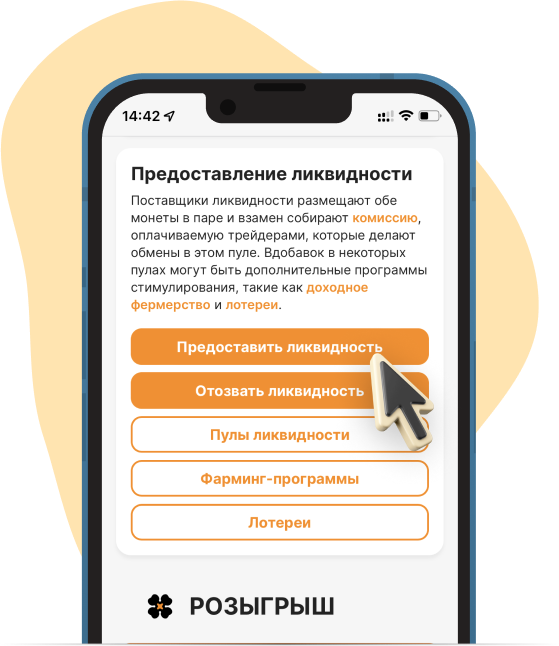 14:42
Предоставление ликвидности
Поставщики ликвидности размещают обе
монеты в паре и взамен собирают комиссию,
оплачиваемую трейдерами, которые делают
обмены в этом пуле. Вдобавок в некоторых
пулах могут быть дополнительные программы
стимулирования, такие как доходное
фермерство и лотереи.
Предоставить ликвидность
Отозвать ликвидность
Пулы ликвидности
Фарминг-программы
Лотереи
РОЗЫГРЫШ